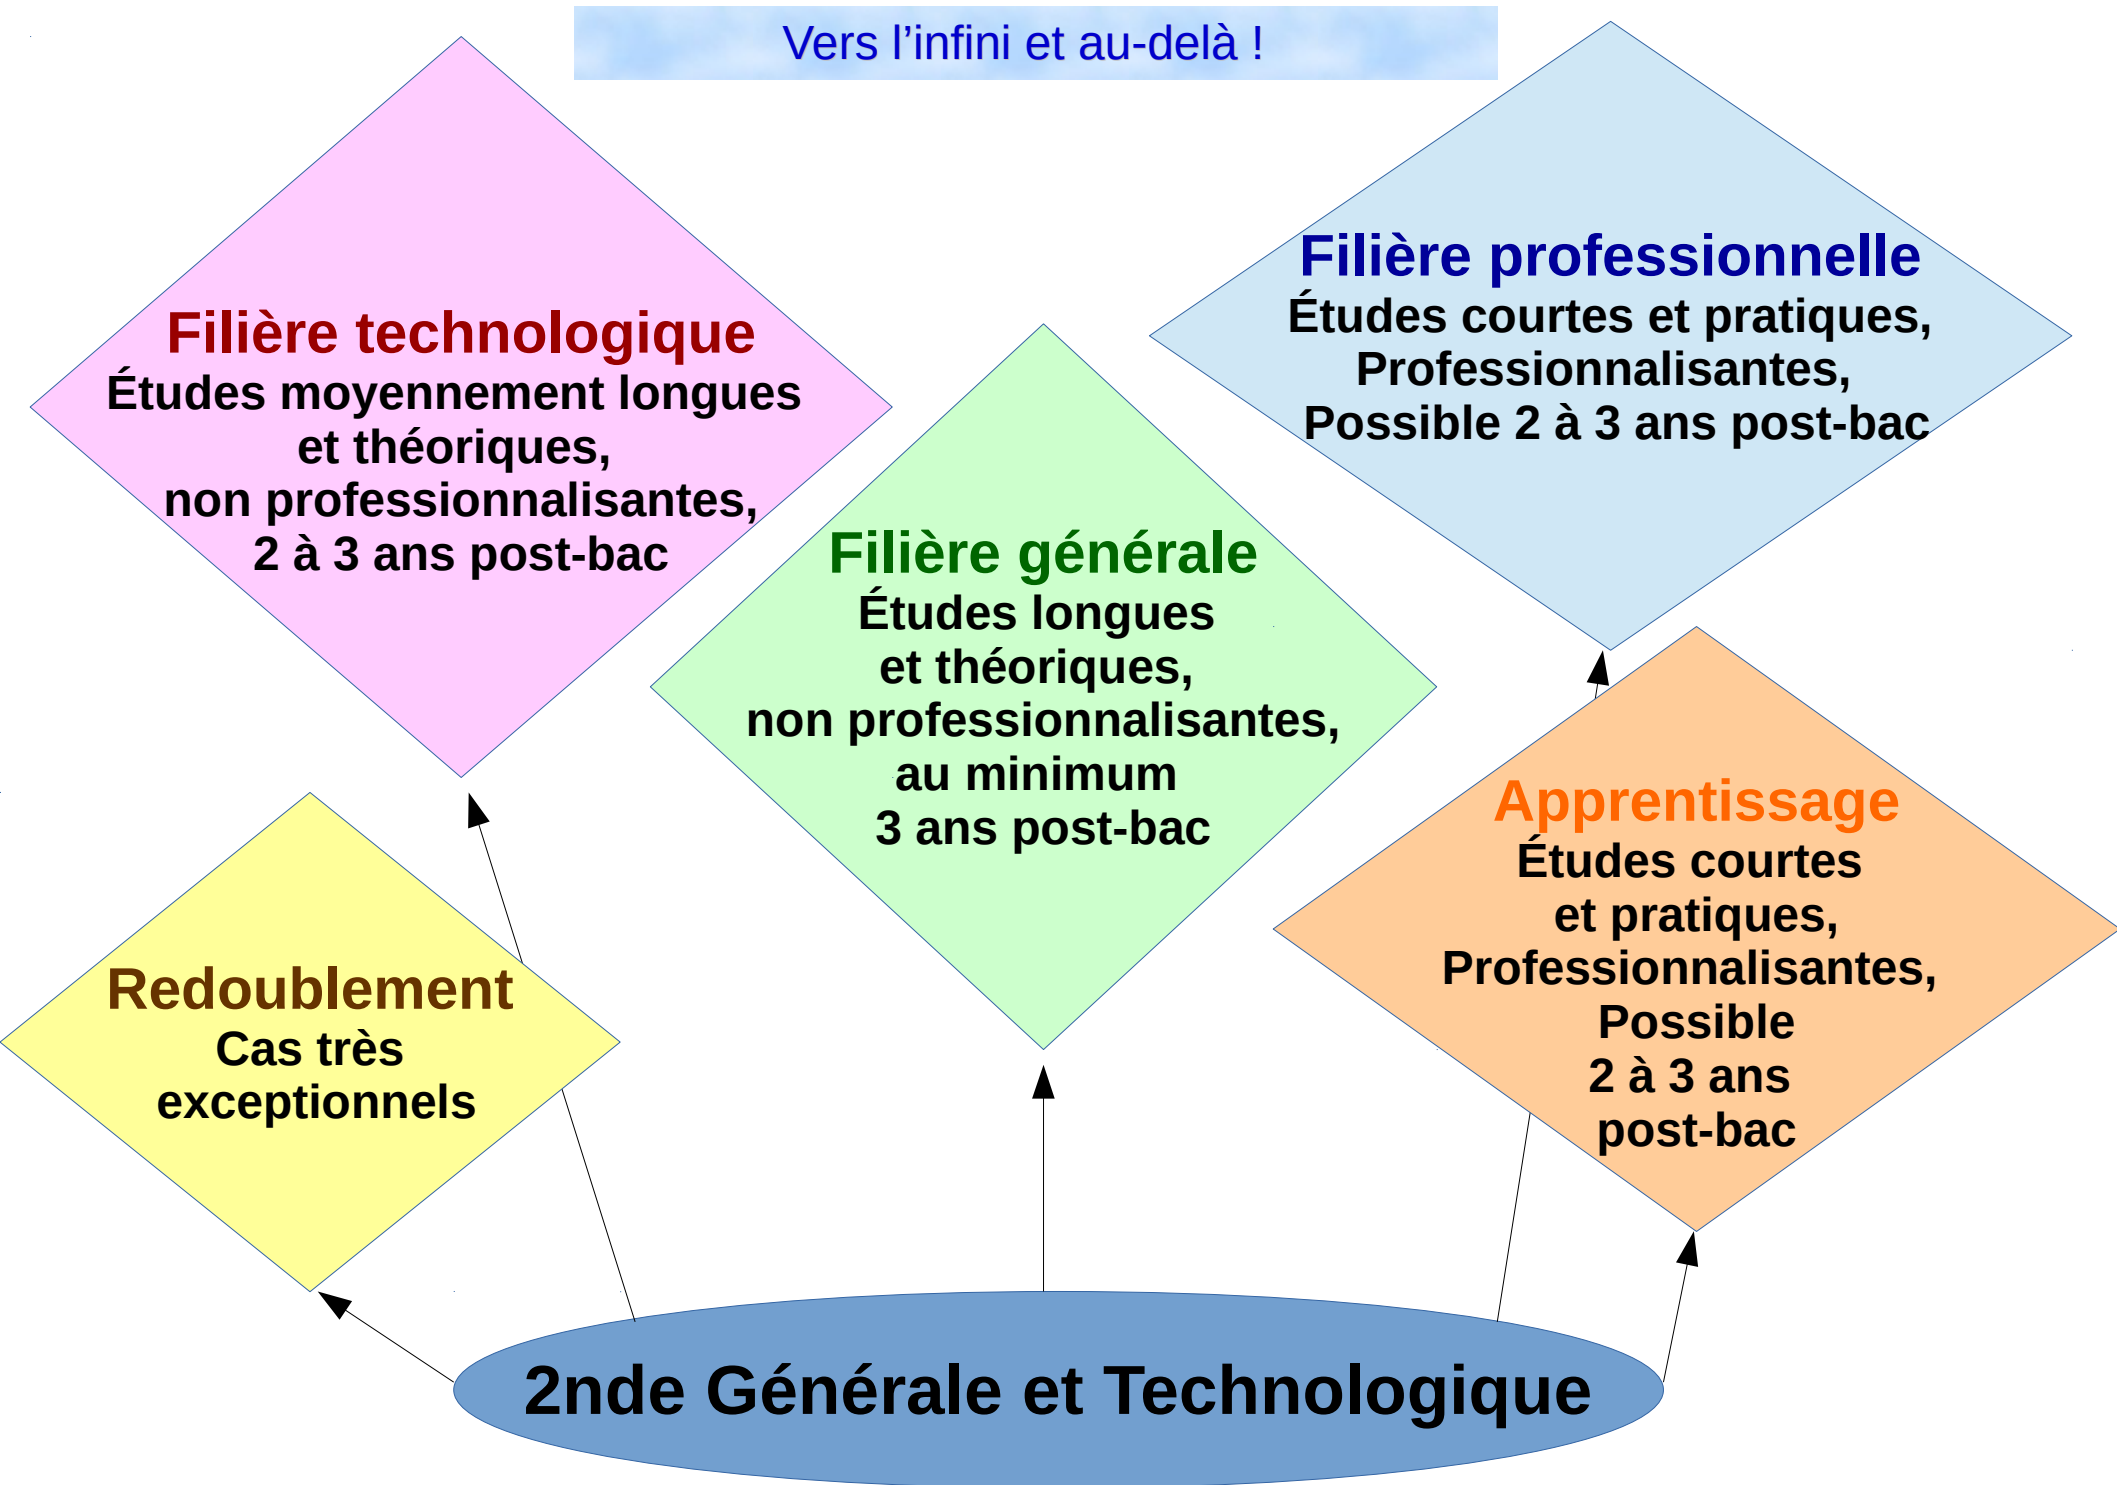 Vers l’infini et au-delà !
Filière technologique
Études moyennement longues
et théoriques,
non professionnalisantes,
2 à 3 ans post-bac
Filière professionnelle
Études courtes et pratiques,
Professionnalisantes,
Possible 2 à 3 ans post-bac
Filière générale
Études longues
et théoriques,
non professionnalisantes,
au minimum
3 ans post-bac
Apprentissage
Études courtes
et pratiques,
Professionnalisantes,
Possible
2 à 3 ans
post-bac
Redoublement
Cas très
exceptionnels
2nde Générale et Technologique